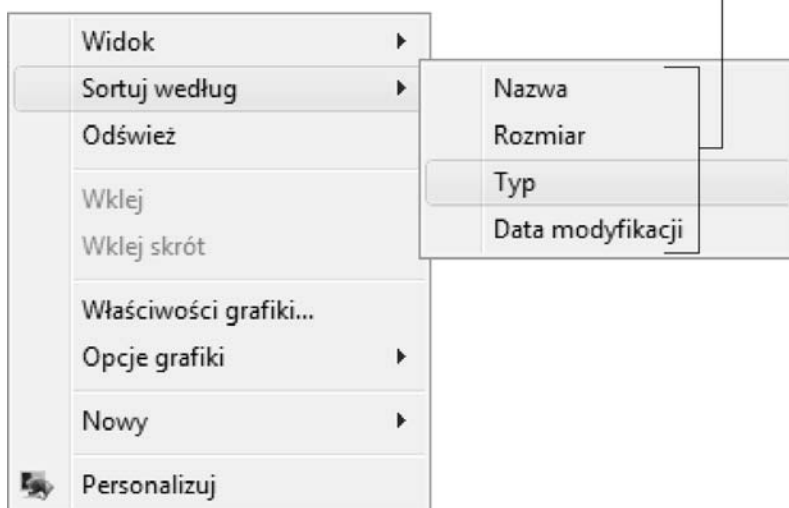 Widok
Sortuj według
Odśwież
Wklej
Wklej skrót
Właściwości grafiki...
Opcje grafiki
Nowy
Personalizuj
Nazwa
Rozmiar
Typ
Data modyfikacji